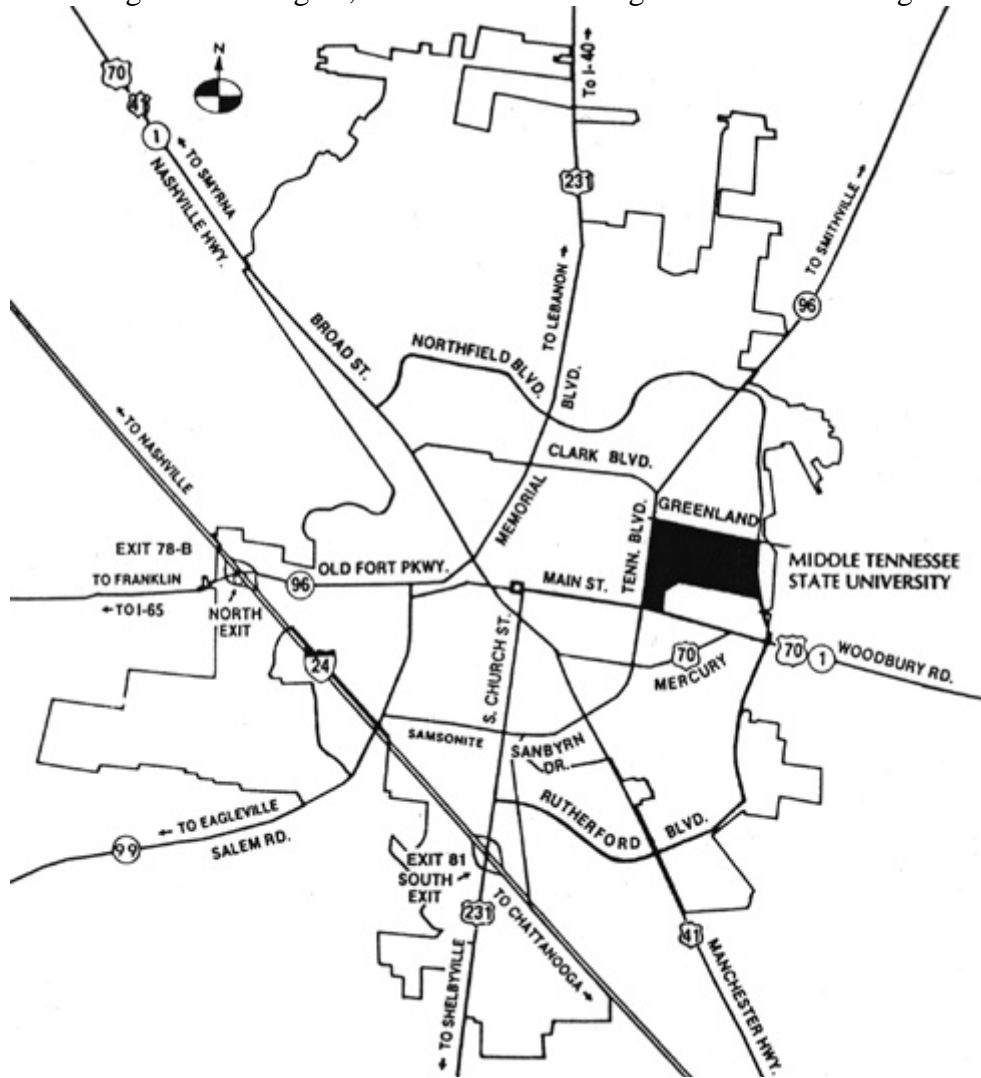 N
70
41
1
TO I-40 →
← TO SMYRNA
NASHVILLE HWY.
231
TO SMITHVILLE →
96
BROAD ST.
TO LEBANON →
NORTHFIELD BLVD.
BLVD.
← TO NASHVILLE
CLARK BLVD.
MEMORIAL
TENN. BLVD.
GREENLAND
EXIT 78-B
OLD FORT PKWY.
MAIN ST.
MIDDLE TENNESSEE
STATE UNIVERSITY
TO FRANKLIN
96
← TO I-65
NORTH
EXIT
24
S. CHURCH ST.
70
MERCURY
70
1
WOODBURY RD.
SAMSONITE
SANBYRN
DR.
RUTHERFORD
BLVD.
← TO EAGLEVILLE
SALEM RD.
99
EXIT 81
SOUTH
EXIT
231
TO CHATTANOOGA →
41
MANCHESTER HWY.
← TO SHELBYVILLE